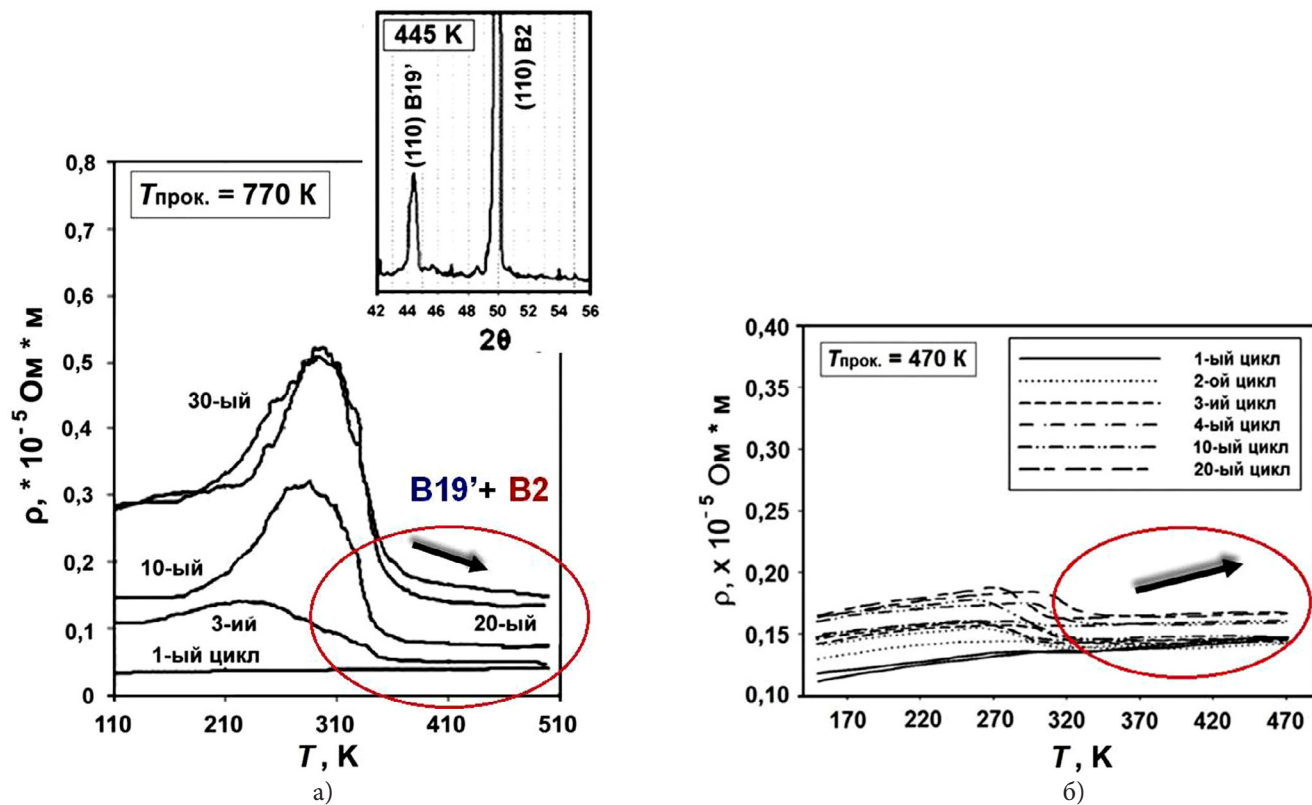 445 K
(110) B19’
(110) B2
42 44 46 48 50 52 54 56
2θ
Tпрок. = 770 К
ρ, * 10⁻⁵ Ом * м
0,8
0,7
0,6
0,5
0,4
0,3
0,2
0,1
0
30-ый
10-ый
3-ий
1-ый цикл
20-ый
B19’+ B2
110 210 310 410 510
T, K
а)
Tпрок. = 470 К
1-ый цикл
2-ой цикл
3-ий цикл
4-ый цикл
10-ый цикл
20-ый цикл
ρ, x 10⁻⁵ Ом * м
0,40
0,35
0,30
0,25
0,20
0,15
0,10
170 220 270 320 370 420 470
T, K
б)